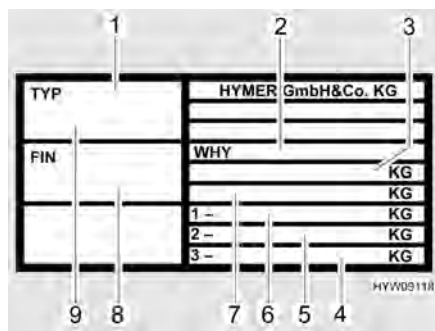 1 2 3
TYP
HYMER GmbH&Co. KG
FIN
WHY
KG
KG
1 – KG
2 – KG
3 – KG
HYW0911X
9 8 7 6 5 4